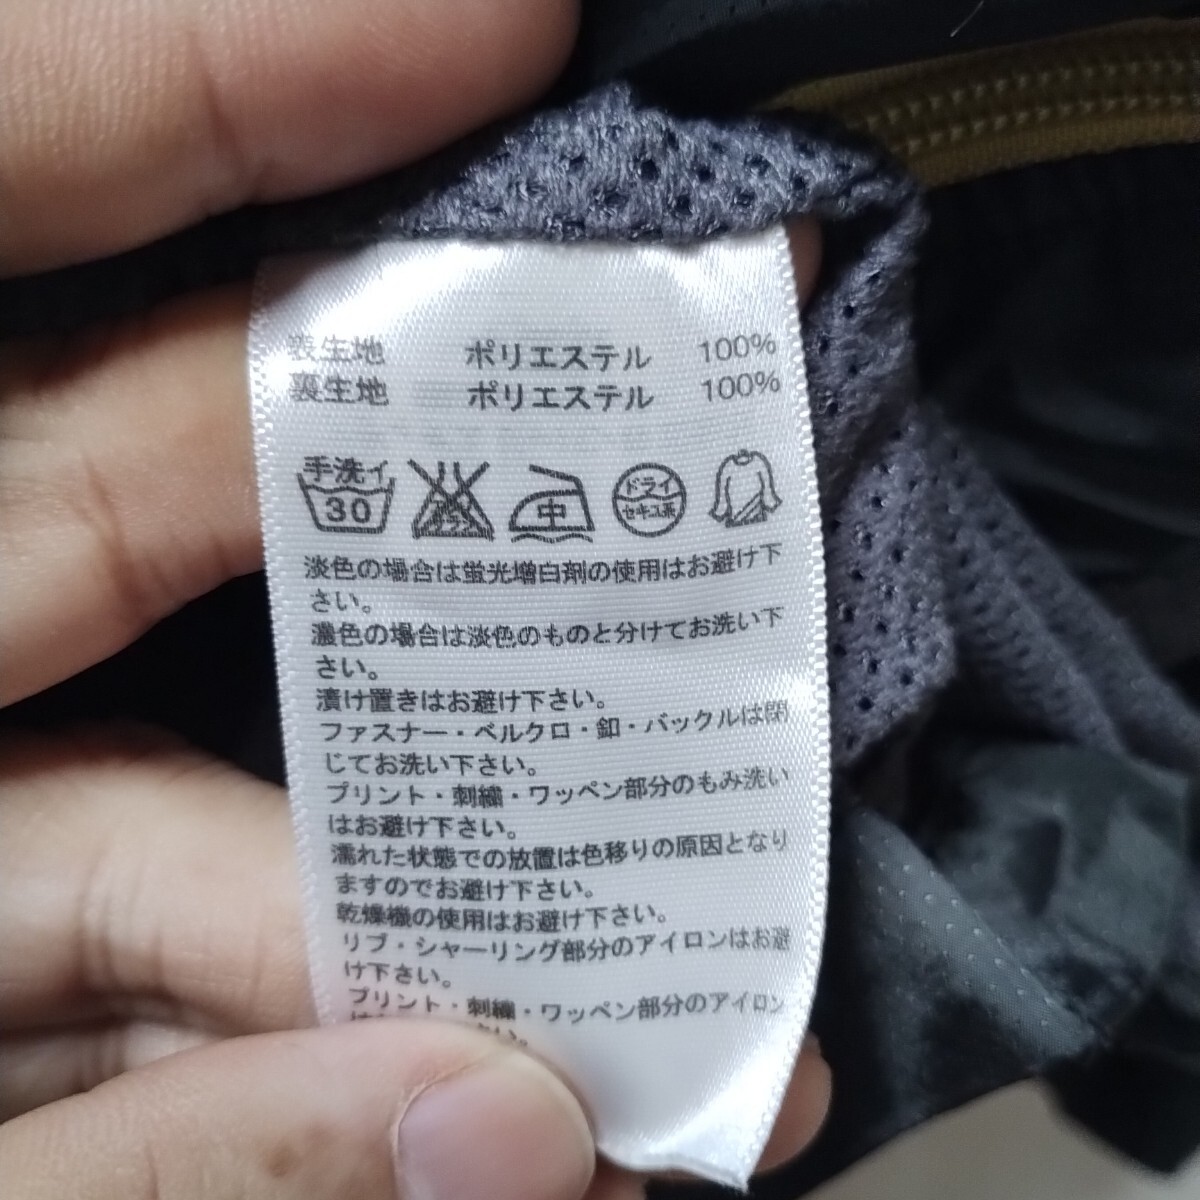 表生地 ポリエステル 100%
裏生地 ポリエステル 100%
手洗イ 30 中 ドライ セキユ系
淡色の場合は蛍光増白剤の使用はお避け下
さい。
濃色の場合は淡色のものと分けてお洗い下
さい。
漬け置きはお避け下さい。
ファスナー・ベルクロ・釦・バックルは閉
じてお洗い下さい。
プリント・刺繍・ワッペン部分のもみ洗い
はお避け下さい。
濡れた状態での放置は色移りの原因となり
ますのでお避け下さい。
乾燥機の使用はお避け下さい。
リブ・シャーリング部分のアイロンはお避
け下さい。
プリント・刺繍・ワッペン部分のアイロン
さい。